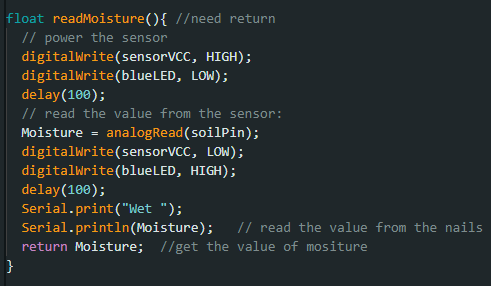 float readMoisture(){ //need return
// power the sensor
digitalWrite(sensorVCC, HIGH);
digitalWrite(blueLED, LOW);
delay(100);
// read the value from the sensor:
Moisture = analogRead(soilPin);
digitalWrite(sensorVCC, LOW);
digitalWrite(blueLED, HIGH);
delay(100);
Serial.print("Wet ");
Serial.println(Moisture);   // read the value from the nails
return Moisture;  //get the value of mositure
}